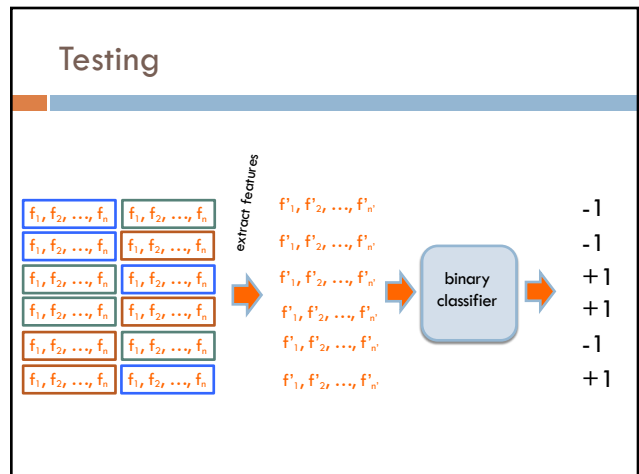 Testing
extract features
f₁, f₂, …, fₙ f₁, f₂, …, fₙ f'₁, f'₂, …, f'ₙ' -1
f₁, f₂, …, fₙ f₁, f₂, …, fₙ f'₁, f'₂, …, f'ₙ' -1
f₁, f₂, …, fₙ f₁, f₂, …, fₙ f'₁, f'₂, …, f'ₙ' +1
f₁, f₂, …, fₙ f₁, f₂, …, fₙ f'₁, f'₂, …, f'ₙ' +1
f₁, f₂, …, fₙ f₁, f₂, …, fₙ f'₁, f'₂, …, f'ₙ' -1
f₁, f₂, …, fₙ f₁, f₂, …, fₙ f'₁, f'₂, …, f'ₙ' +1
binary
classifier